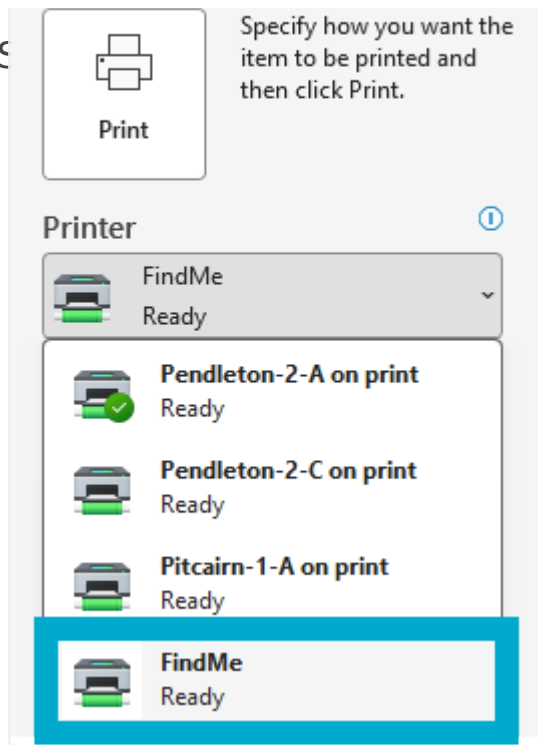 S
Specify how you want the
item to be printed and
then click Print.
Print
Printer
FindMe
Ready
Pendleton-2-A on print
Ready
Pendleton-2-C on print
Ready
Pitcairn-1-A on print
Ready
FindMe
Ready